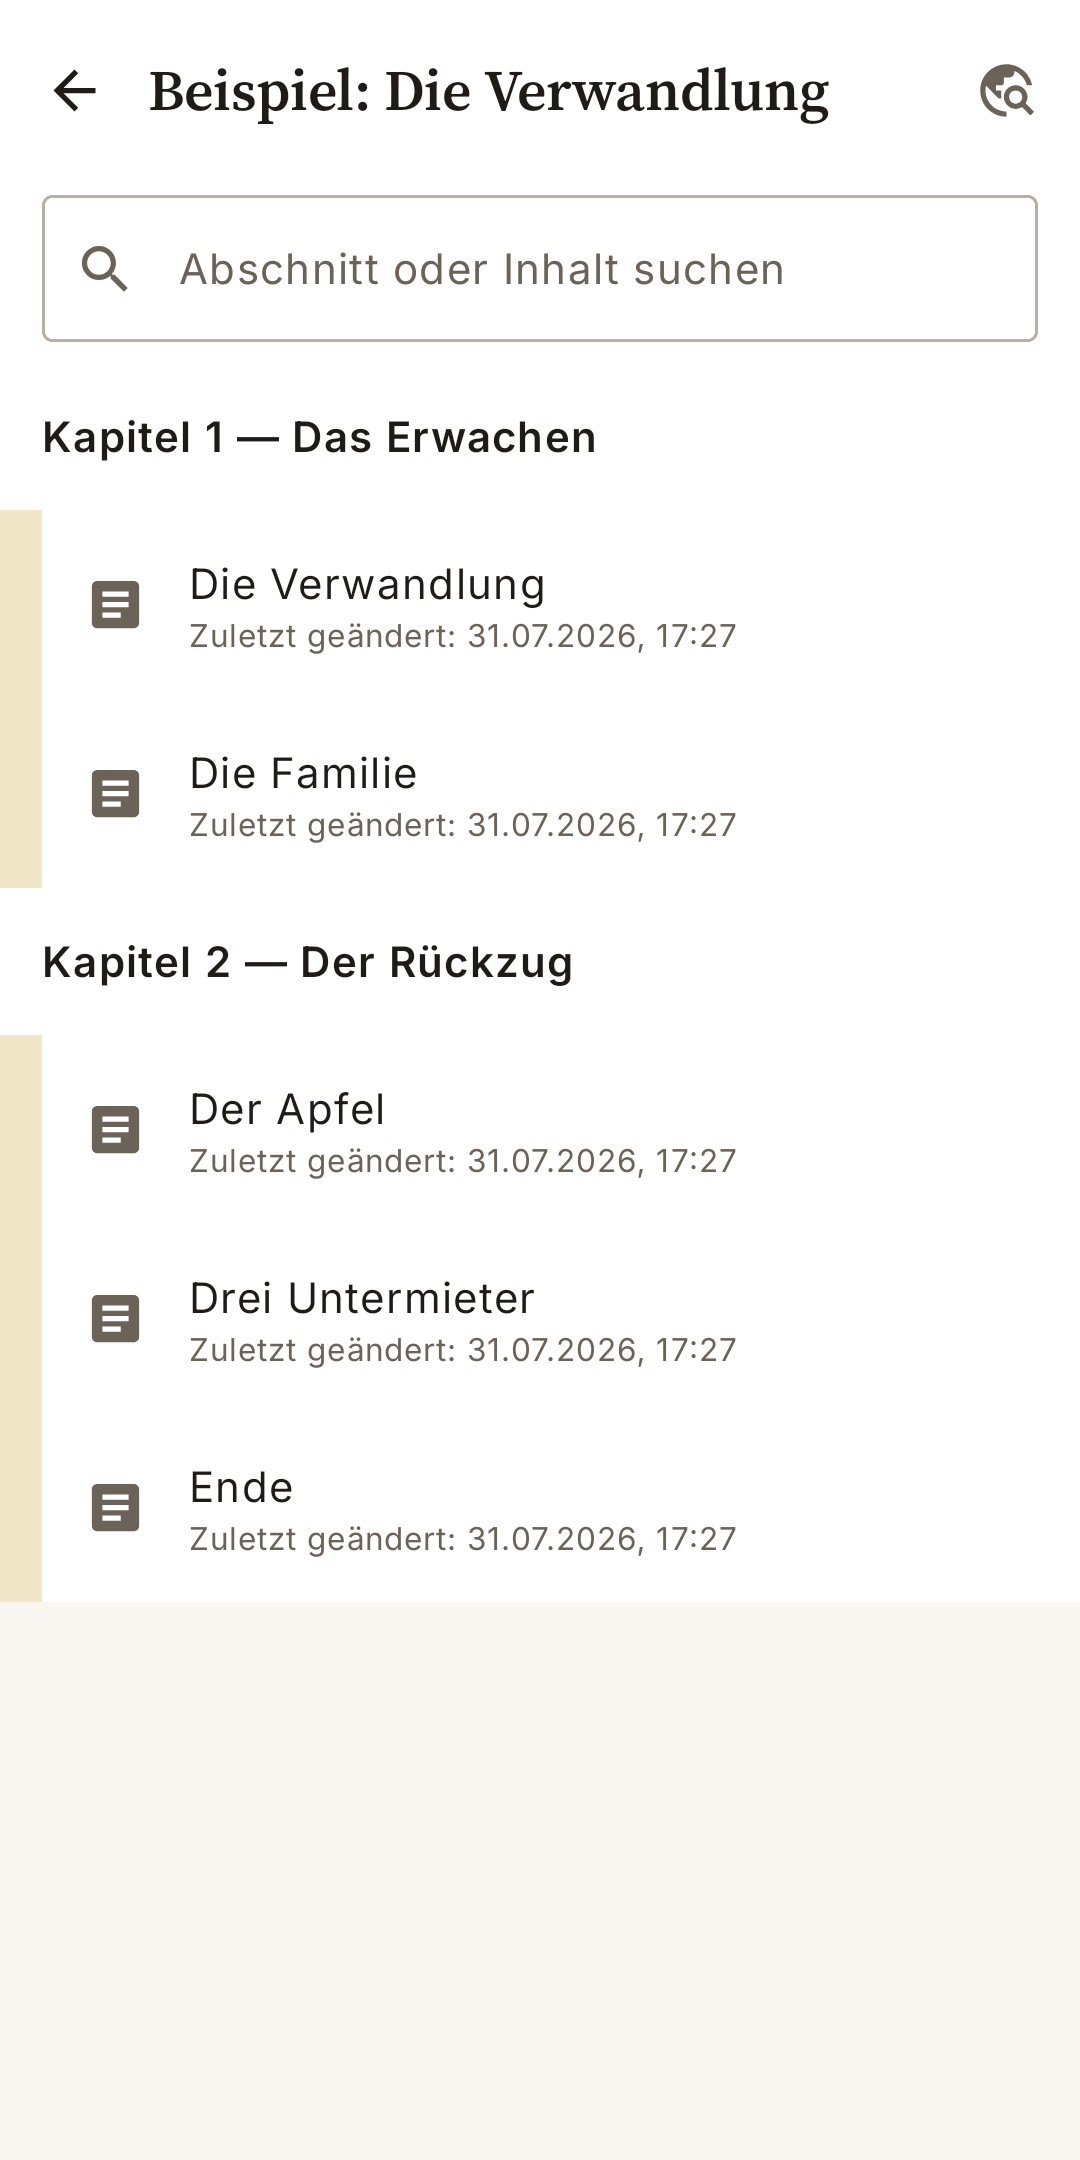 Beispiel: Die Verwandlung
Abschnitt oder Inhalt suchen
Kapitel 1 — Das Erwachen
Die Verwandlung
Zuletzt geändert: 31.07.2026, 17:27
Die Familie
Zuletzt geändert: 31.07.2026, 17:27
Kapitel 2 — Der Rückzug
Der Apfel
Zuletzt geändert: 31.07.2026, 17:27
Drei Untermieter
Zuletzt geändert: 31.07.2026, 17:27
Ende
Zuletzt geändert: 31.07.2026, 17:27